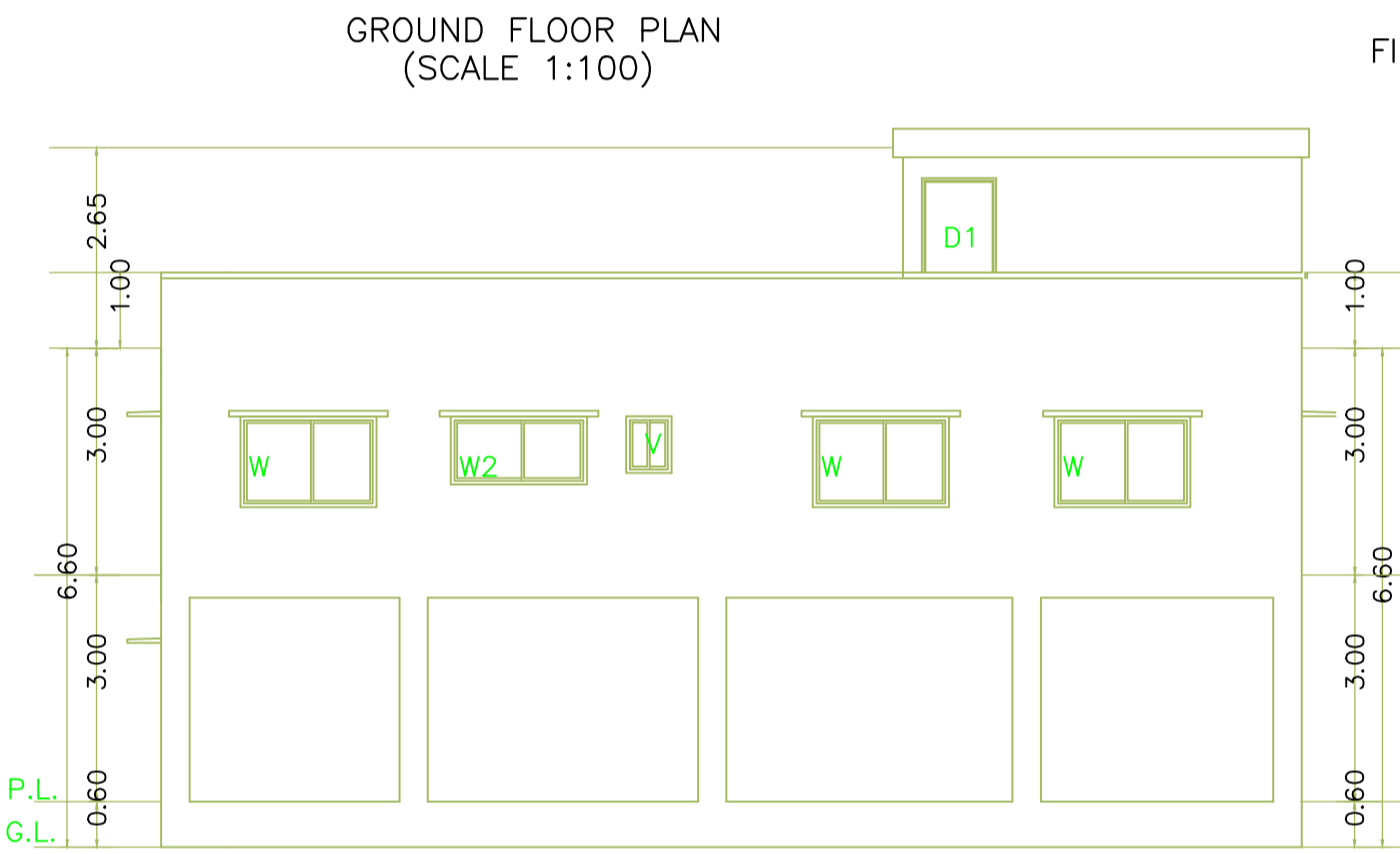 GROUND FLOOR PLAN
(SCALE 1:100)
FI
2.65
D1
1.00
1.00
3.00
W
W2
V
W
W
3.00
6.60
6.60
3.00
3.00
P.L.
0.60
0.60
G.L.